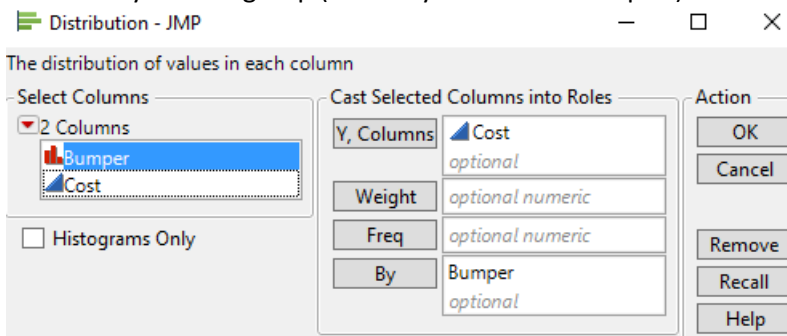 Distribution - JMP
The distribution of values in each column
Select Columns
2 Columns
Bumper
Cost
Histograms Only
Cast Selected Columns into Roles
Y, Columns
Cost
optional
Weight
optional numeric
Freq
optional numeric
By
Bumper
optional
Action
OK
Cancel
Remove
Recall
Help